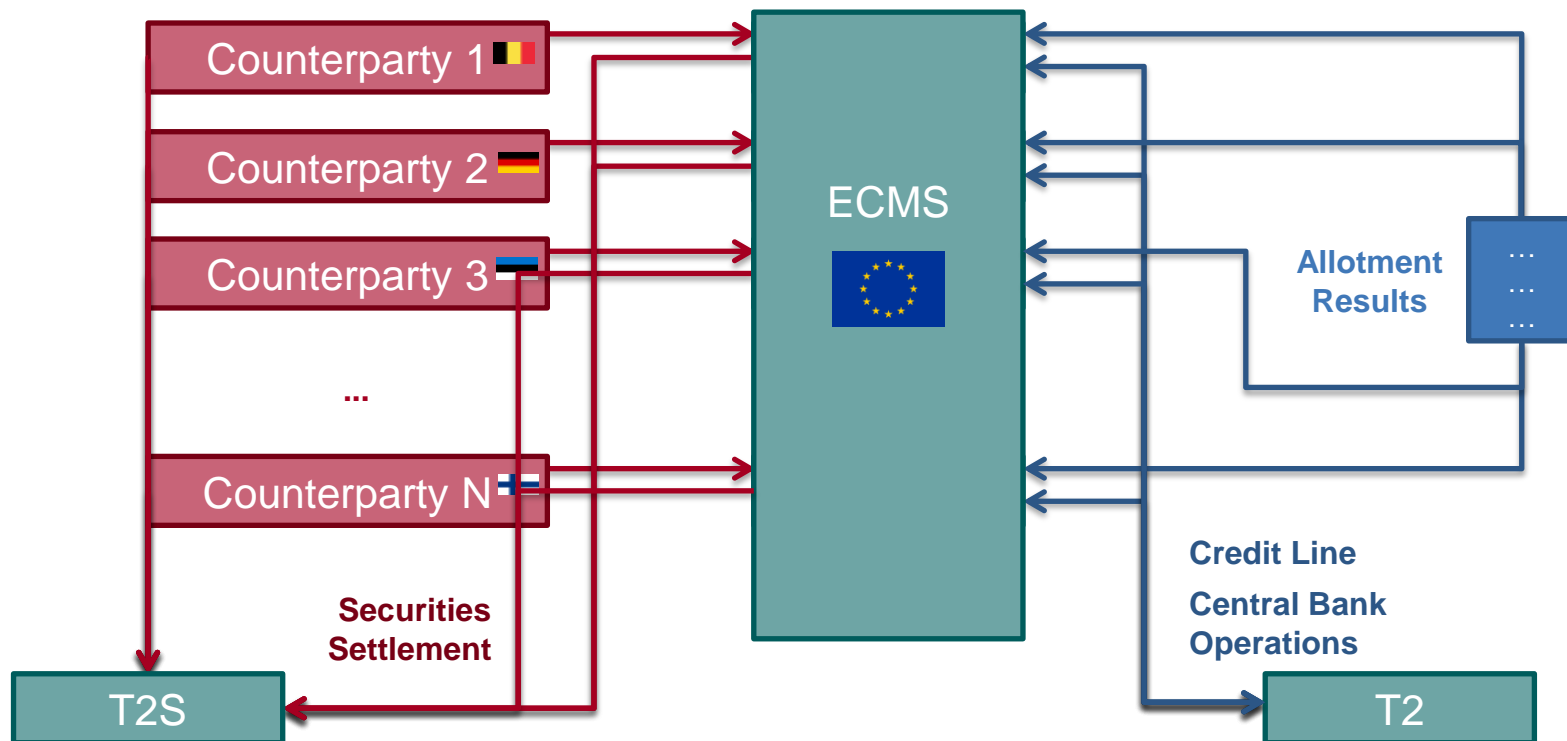 Counterparty 1
Counterparty 2
Counterparty 3
...
Counterparty N
Securities
Settlement
T2S
ECMS
Allotment
Results
...
...
...
Credit Line
Central Bank
Operations
T2